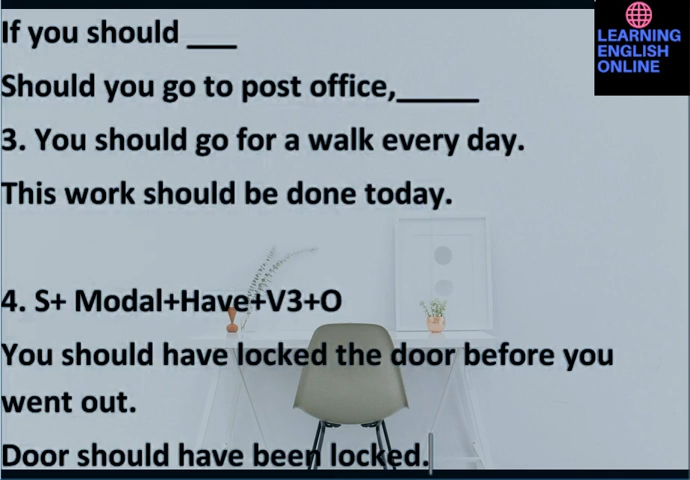 LEARNING
ENGLISH
ONLINE
If you should ___
Should you go to post office,_____
3. You should go for a walk every day.
This work should be done today.
4. S+ Modal+Have+V3+O
You should have locked the door before you
went out.
Door should have been locked.